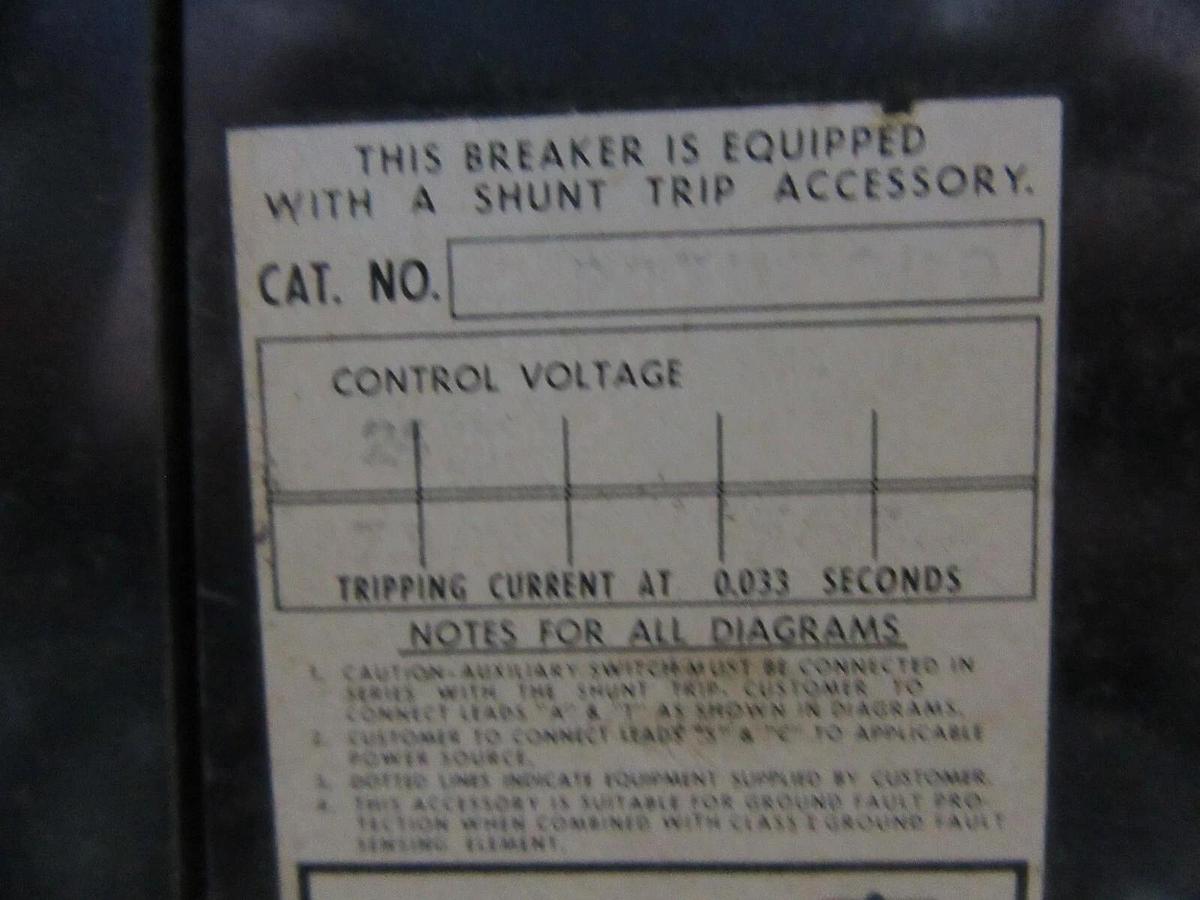 THIS BREAKER IS EQUIPPED
WITH A SHUNT TRIP ACCESSORY.
CAT. NO.
CONTROL VOLTAGE
TRIPPING CURRENT AT 0.033 SECONDS
NOTES FOR ALL DIAGRAMS
1. CAUTION-AUXILIARY SWITCH MUST BE CONNECTED IN
SERIES WITH THE SHUNT TRIP. CUSTOMER TO
CONNECT LEADS "A" & "T" AS SHOWN IN DIAGRAMS.
2. CUSTOMER TO CONNECT LEADS "S" & "C" TO APPLICABLE
POWER SOURCE.
3. DOTTED LINES INDICATE EQUIPMENT SUPPLIED BY CUSTOMER.
4. THIS ACCESSORY IS SUITABLE FOR GROUND FAULT PRO-
TECTION WHEN COMBINED WITH CLASS I GROUND FAULT
SENSING ELEMENT.